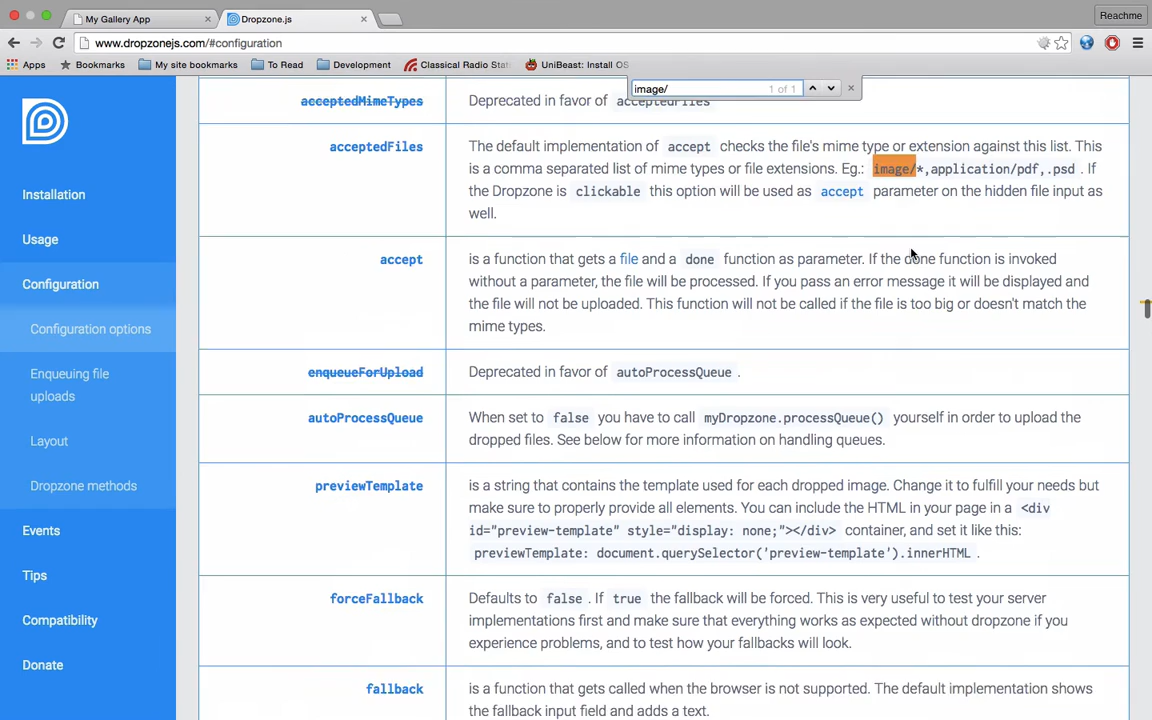 My Gallery App
Dropzone.js
Reachme
www.dropzonejs.com/#configuration
Apps
Bookmarks
My site bookmarks
To Read
Development
Classical Radio Stat
UniBeast: Install OS
image/
1 of 1
Installation
Usage
Configuration
Configuration options
Enqueuing file
uploads
Layout
Dropzone methods
Events
Tips
Compatibility
Donate
acceptedMimeTypes
Deprecated in favor of acceptedFiles
acceptedFiles
The default implementation of accept checks the file's mime type or extension against this list. This
is a comma separated list of mime types or file extensions. Eg.: image/*,application/pdf,.psd . If
the Dropzone is clickable this option will be used as accept parameter on the hidden file input as
well.
accept
is a function that gets a file and a done function as parameter. If the done function is invoked
without a parameter, the file will be processed. If you pass an error message it will be displayed and
the file will not be uploaded. This function will not be called if the file is too big or doesn't match the
mime types.
enqueueForUpload
Deprecated in favor of autoProcessQueue .
autoProcessQueue
When set to false you have to call myDropzone.processQueue() yourself in order to upload the
dropped files. See below for more information on handling queues.
previewTemplate
is a string that contains the template used for each dropped image. Change it to fulfill your needs but
make sure to properly provide all elements. You can include the HTML in your page in a <div
id="preview-template" style="display: none;"></div> container, and set it like this:
previewTemplate: document.querySelector('preview-template').innerHTML .
forceFallback
Defaults to false . If true the fallback will be forced. This is very useful to test your server
implementations first and make sure that everything works as expected without dropzone if you
experience problems, and to test how your fallbacks will look.
fallback
is a function that gets called when the browser is not supported. The default implementation shows
the fallback input field and adds a text.